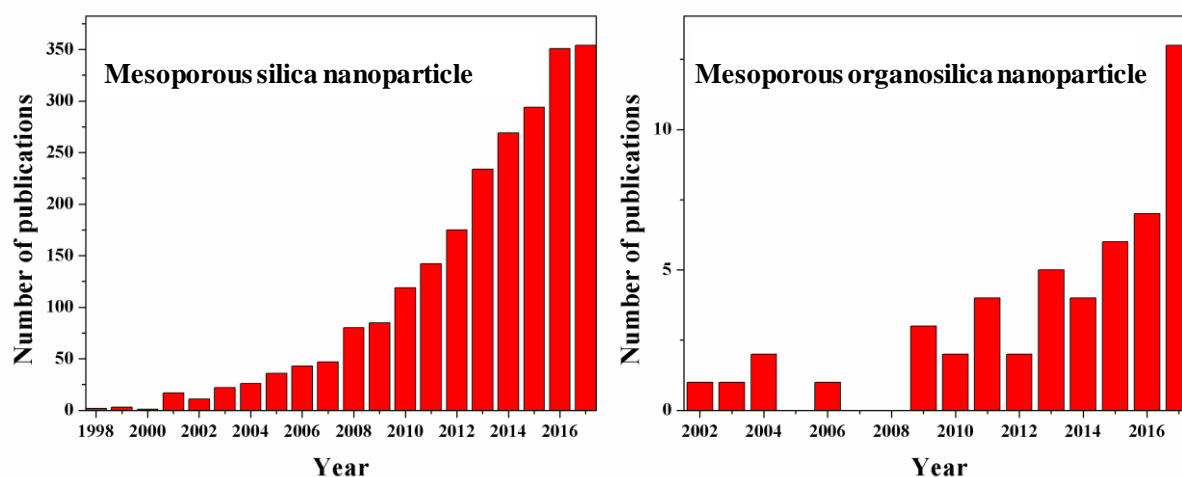 Mesoporous silica nanoparticle
Number of publications
350
300
250
200
150
100
50
0
1998 2000 2002 2004 2006 2008 2010 2012 2014 2016
Year
Mesoporous organosilica nanoparticle
Number of publications
10
5
0
2002 2004 2006 2008 2010 2012 2014 2016
Year